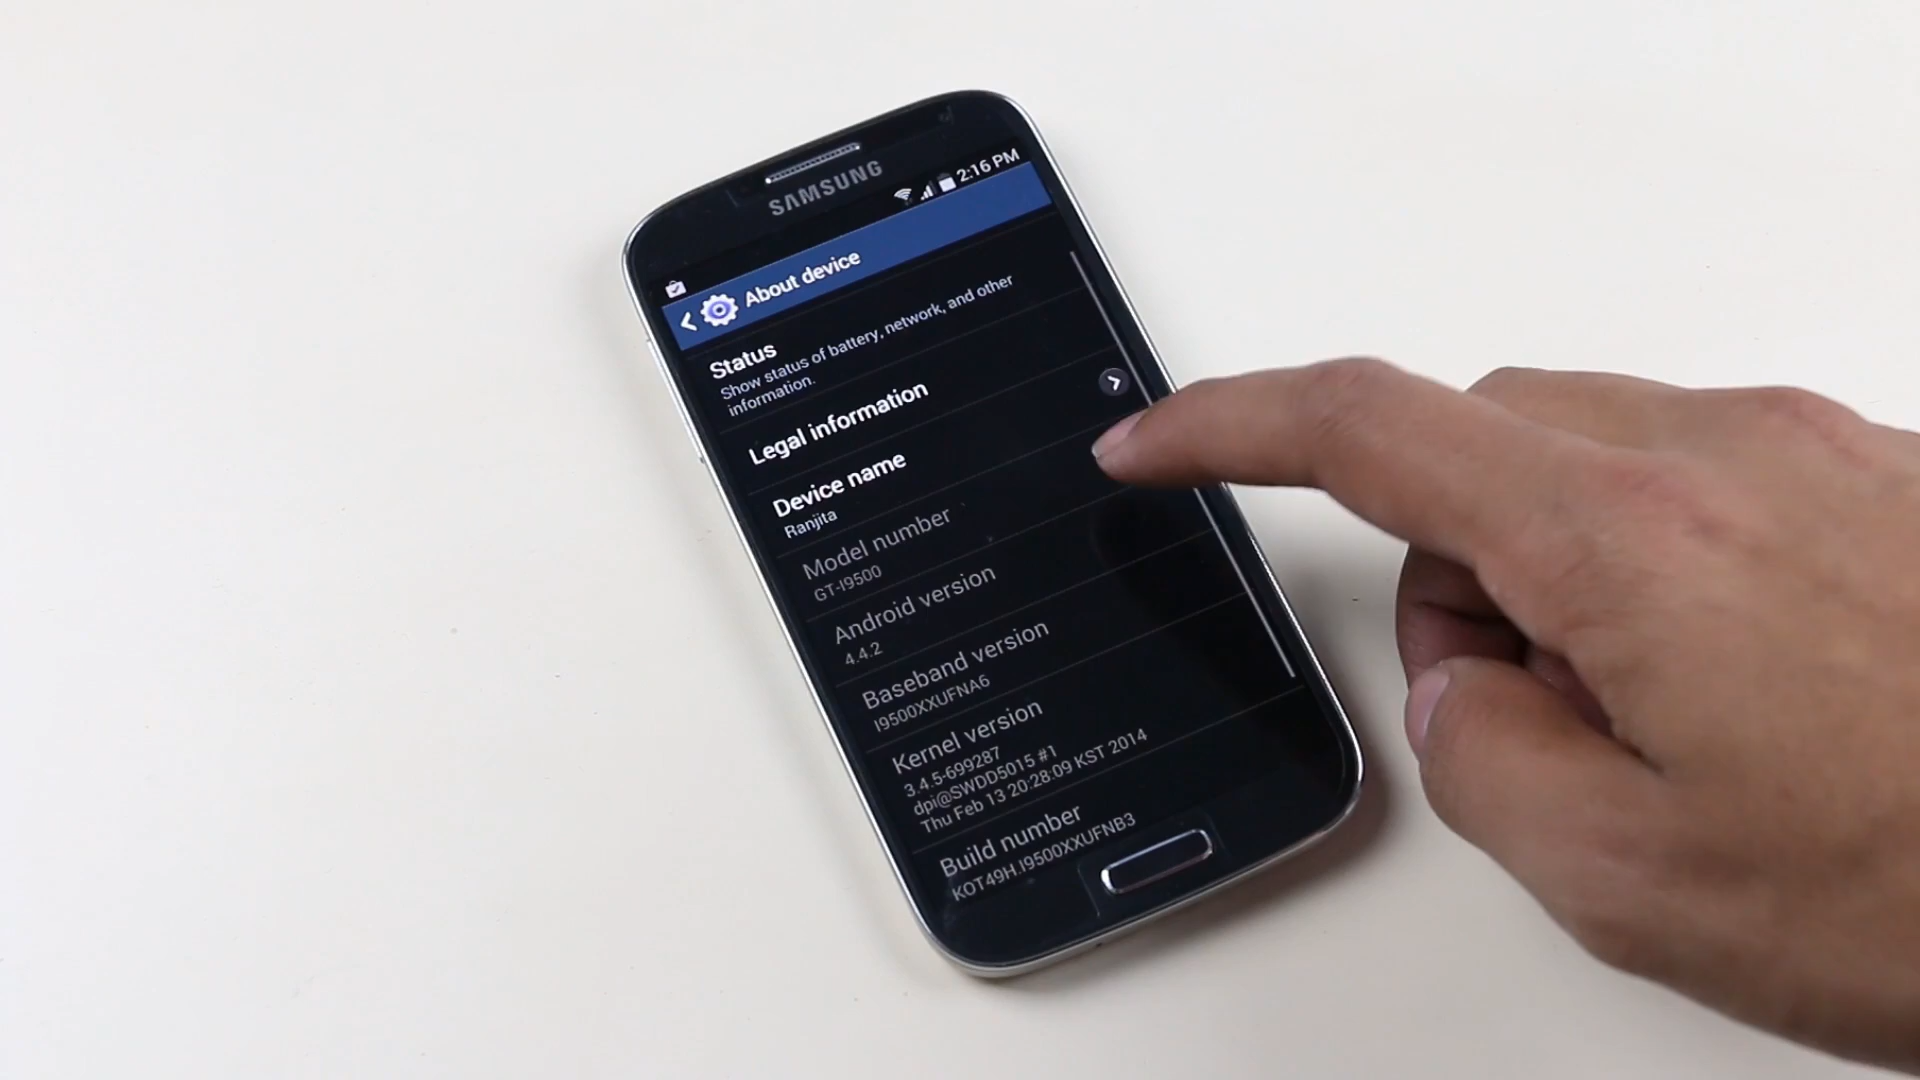 SAMSUNG
2:16 PM
About device
Status
Show status of battery, network, and other
information.
Legal information
Device name
Ranjita
Model number
GT-I9500
Android version
4.4.2
Baseband version
I9500XXUFNA6
Kernel version
3.4.5-699287
dpi@SWDD5015 #1
Thu Feb 13 20:28:09 KST 2014
Build number
KOT49H.I9500XXUFNB3